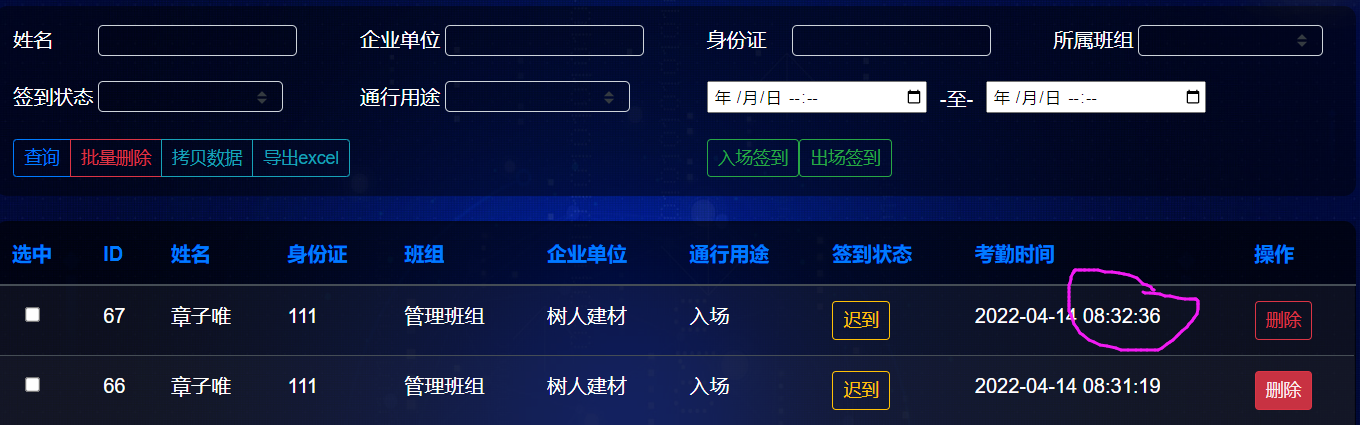 姓名 企业单位 身份证 所属班组
签到状态 通行用途 年 /月/日 --:-- -至- 年 /月/日 --:--
查询 批量删除 拷贝数据 导出excel 入场签到 出场签到
选中 ID 姓名 身份证 班组 企业单位 通行用途 签到状态 考勤时间 操作
67 章子唯 111 管理班组 树人建材 入场 迟到 2022-04-14 08:32:36 删除
66 章子唯 111 管理班组 树人建材 入场 迟到 2022-04-14 08:31:19 删除